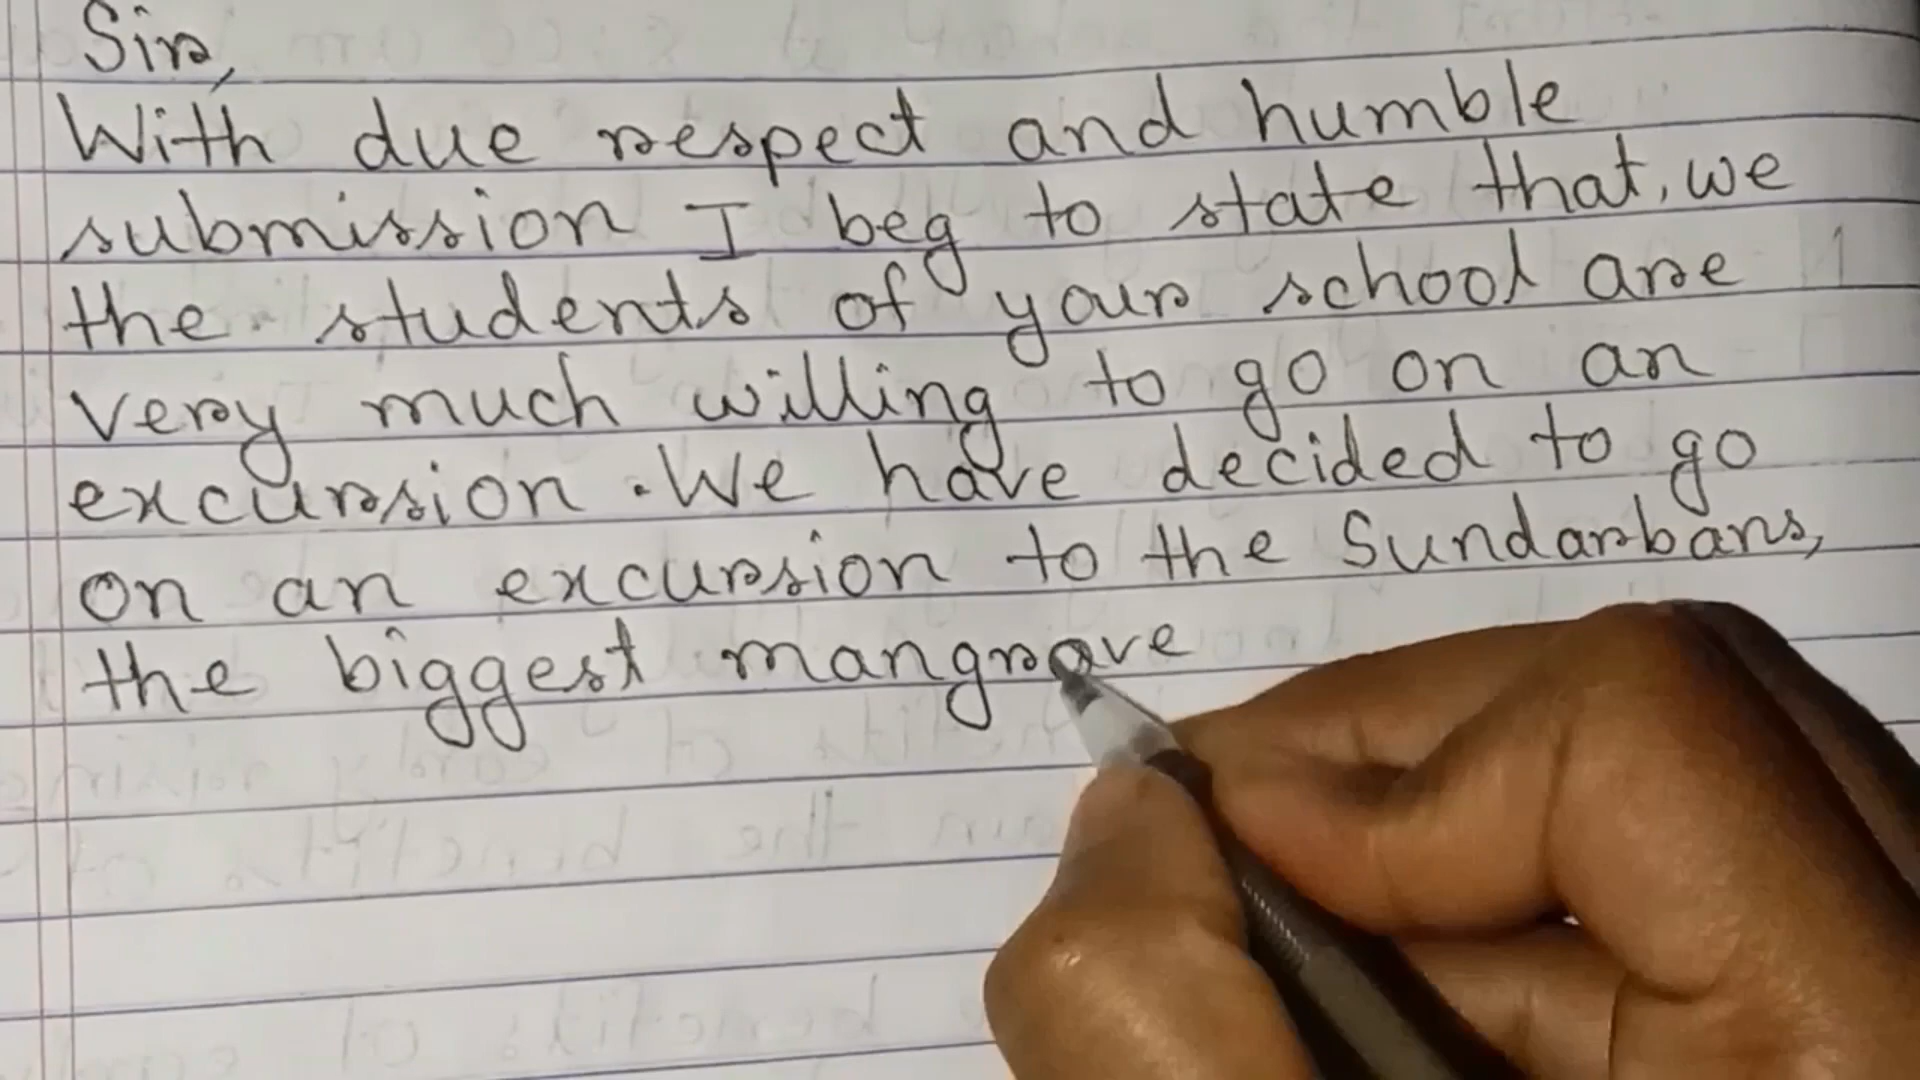 Sir,
With due respect and humble
submission I beg to state that, we
the students of your school are
very much willing to go on an
excursion. We have decided to go
on an excursion to the Sundarbans,
the biggest mangrove